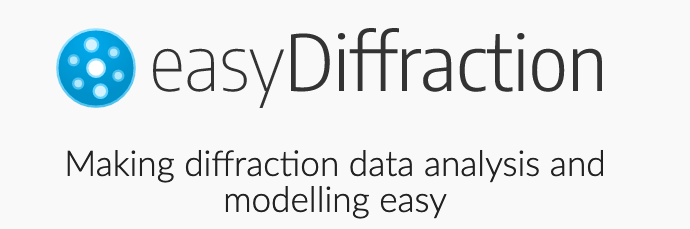 easyDiffraction
Making diffraction data analysis and
modelling easy